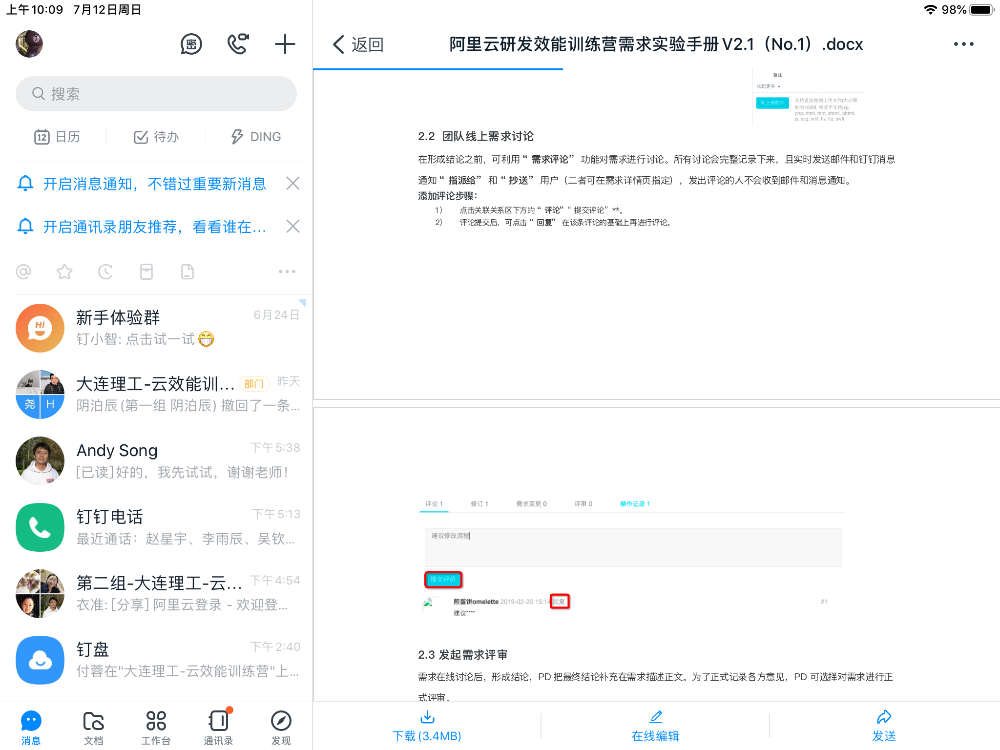 上午10:09 7月12日周日
98%
密
搜索
12 日历
待办
DING
开启消息通知，不错过重要新消息
开启通讯录朋友推荐，看看谁在...
新手体验群
6月24日
Hi
钉小智: 点击试一试
大连理工-云效能训... 部门 昨天
尧 H
阴泊辰(第一组 阴泊辰) 撤回了一条...
Andy Song
下午5:38
[已读]好的，我先试试，谢谢老师！
钉钉电话
下午5:13
最近通话：赵星宇、李雨辰、吴钦...
第二组-大连理工-云...
下午4:54
衣准: [分享] 阿里云登录 - 欢迎登...
钉盘
下午2:40
付蓉在"大连理工-云效能训练营"上...
消息
文档
工作台
通讯录
发现
返回
阿里云研发效能训练营需求实验手册V2.1（No.1）.docx
备注
收起更多
上传附件
支持直接拖拽上传文件(大小限
制为100M, 格式不支持jsp,
php, html, htm, shtml, phtml,
js, svg, xml, flv, fla, swf)
2.2 团队线上需求讨论
在形成结论之前，可利用“ 需求评论” 功能对需求进行讨论。所有讨论会完整记录下来，且实时发送邮件和钉钉消息
通知“ 指派给” 和“ 抄送” 用户（二者可在需求详情页指定），发出评论的人不会收到邮件和消息通知。
添加评论步骤：
1） 点击关联关系区下方的“ 评论”“ 提交评论” **。
2） 评论提交后，可点击“ 回复” 在该条评论的基础上再进行评论。
评论 1 修订 1 需求变更 0 评审 0 操作记录 1
建议修改流程
提交评论
煎蛋饼omelette 2019-02-20 15:14 回复 #1
建议****
2.3 发起需求评审
需求在线讨论后，形成结论，PD 把最终结论补充在需求描述正文。为了正式记录各方意见，PD 可选择对需求进行正
式评审。
下载(3.4MB)
在线编辑
发送